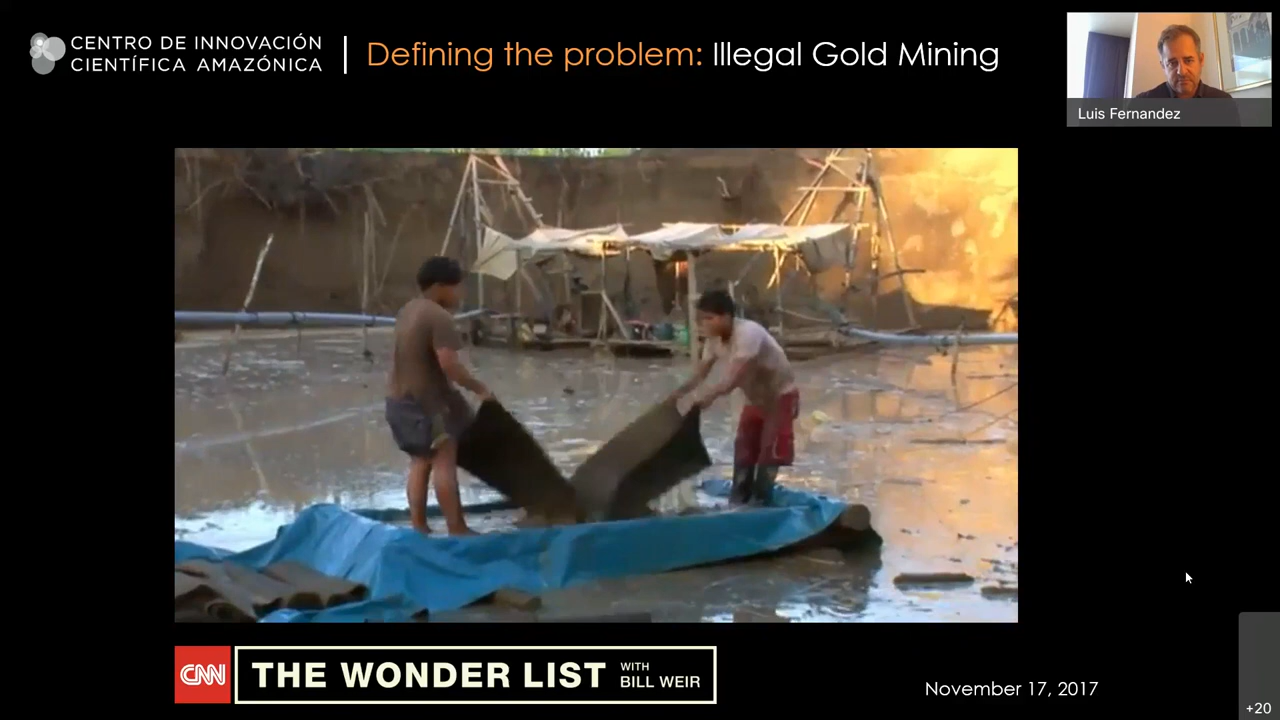 CENTRO DE INNOVACIÓN
CIENTÍFICA AMAZÓNICA
Defining the problem: Illegal Gold Mining
Luis Fernandez
CNN
THE WONDER LIST
WITH
BILL WEIR
November 17, 2017
+20